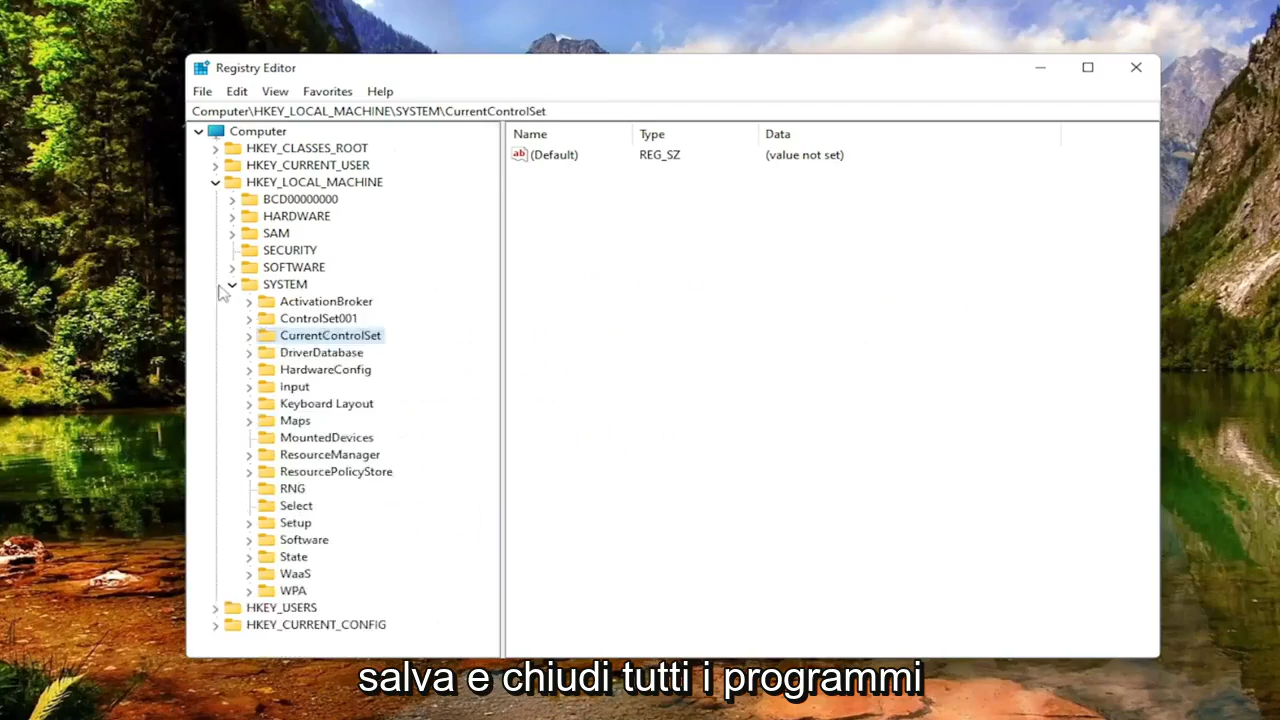 Registry Editor
File Edit View Favorites Help
Computer\HKEY_LOCAL_MACHINE\SYSTEM\CurrentControlSet
Computer
HKEY_CLASSES_ROOT
HKEY_CURRENT_USER
HKEY_LOCAL_MACHINE
BCD00000000
HARDWARE
SAM
SECURITY
SOFTWARE
SYSTEM
ActivationBroker
ControlSet001
CurrentControlSet
DriverDatabase
HardwareConfig
Input
Keyboard Layout
Maps
MountedDevices
ResourceManager
ResourcePolicyStore
RNG
Select
Setup
Software
State
WaaS
WPA
HKEY_USERS
HKEY_CURRENT_CONFIG
Name Type Data
ab (Default) REG_SZ (value not set)
salva e chiudi tutti i programmi